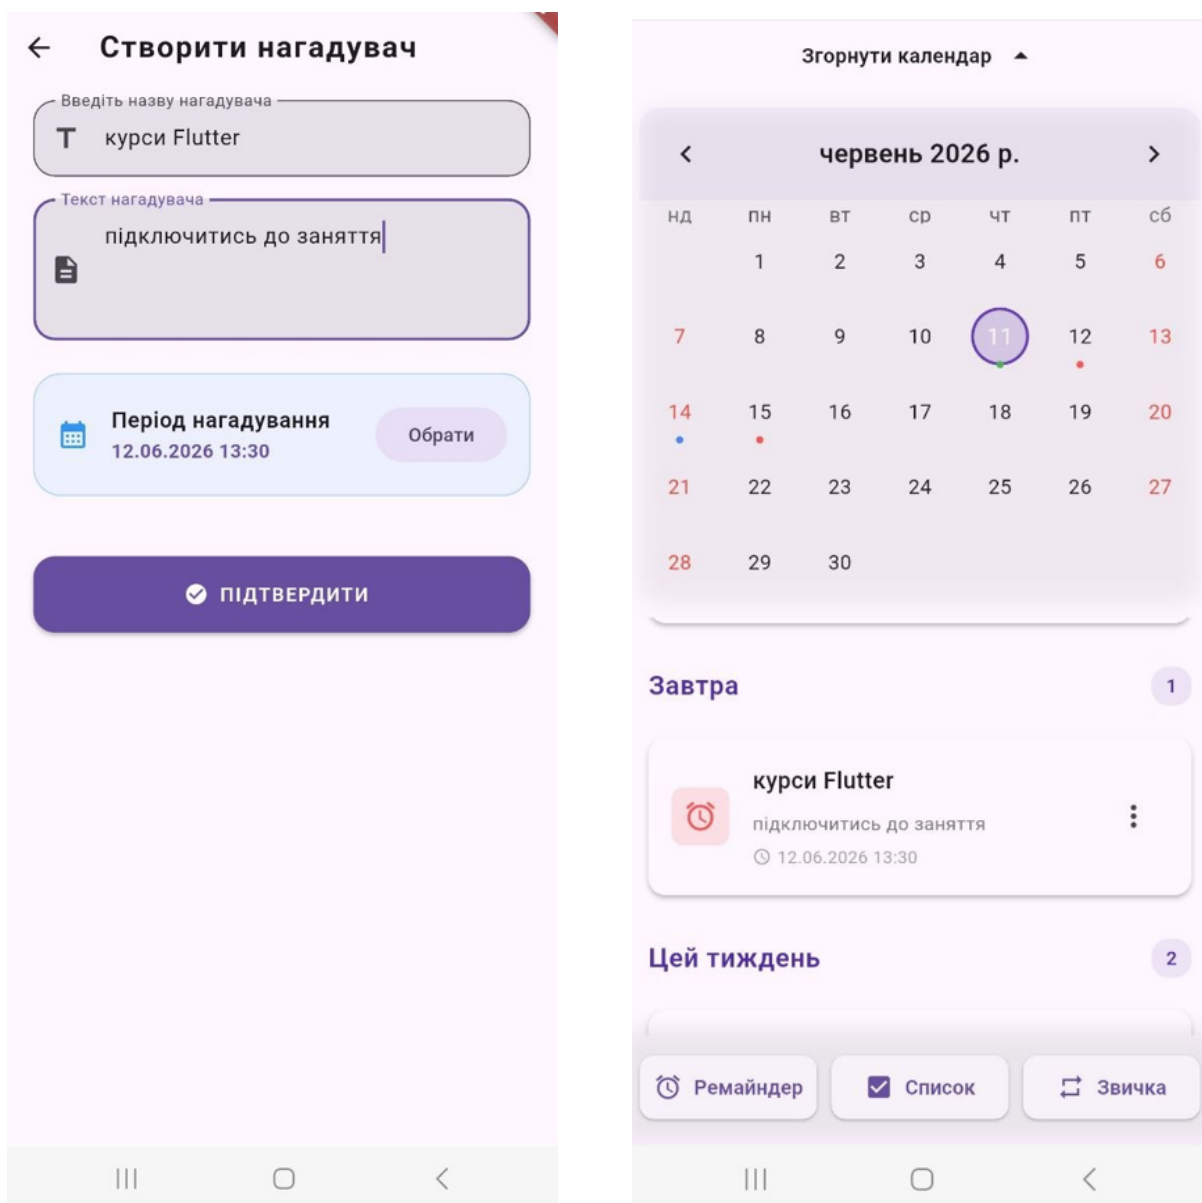 Створити нагадувач
Введіть назву нагадувача
курси Flutter
Текст нагадувача
підключитись до заняття
Період нагадування
12.06.2026 13:30
Обрати
ПІДТВЕРДИТИ
Згорнути календар
червень 2026 р.
нд пн вт ср чт пт сб
1 2 3 4 5 6
7 8 9 10 11 12 13
14 15 16 17 18 19 20
21 22 23 24 25 26 27
28 29 30
Завтра 1
курси Flutter
підключитись до заняття
12.06.2026 13:30
Цей тиждень 2
Ремайндер Список Звичка